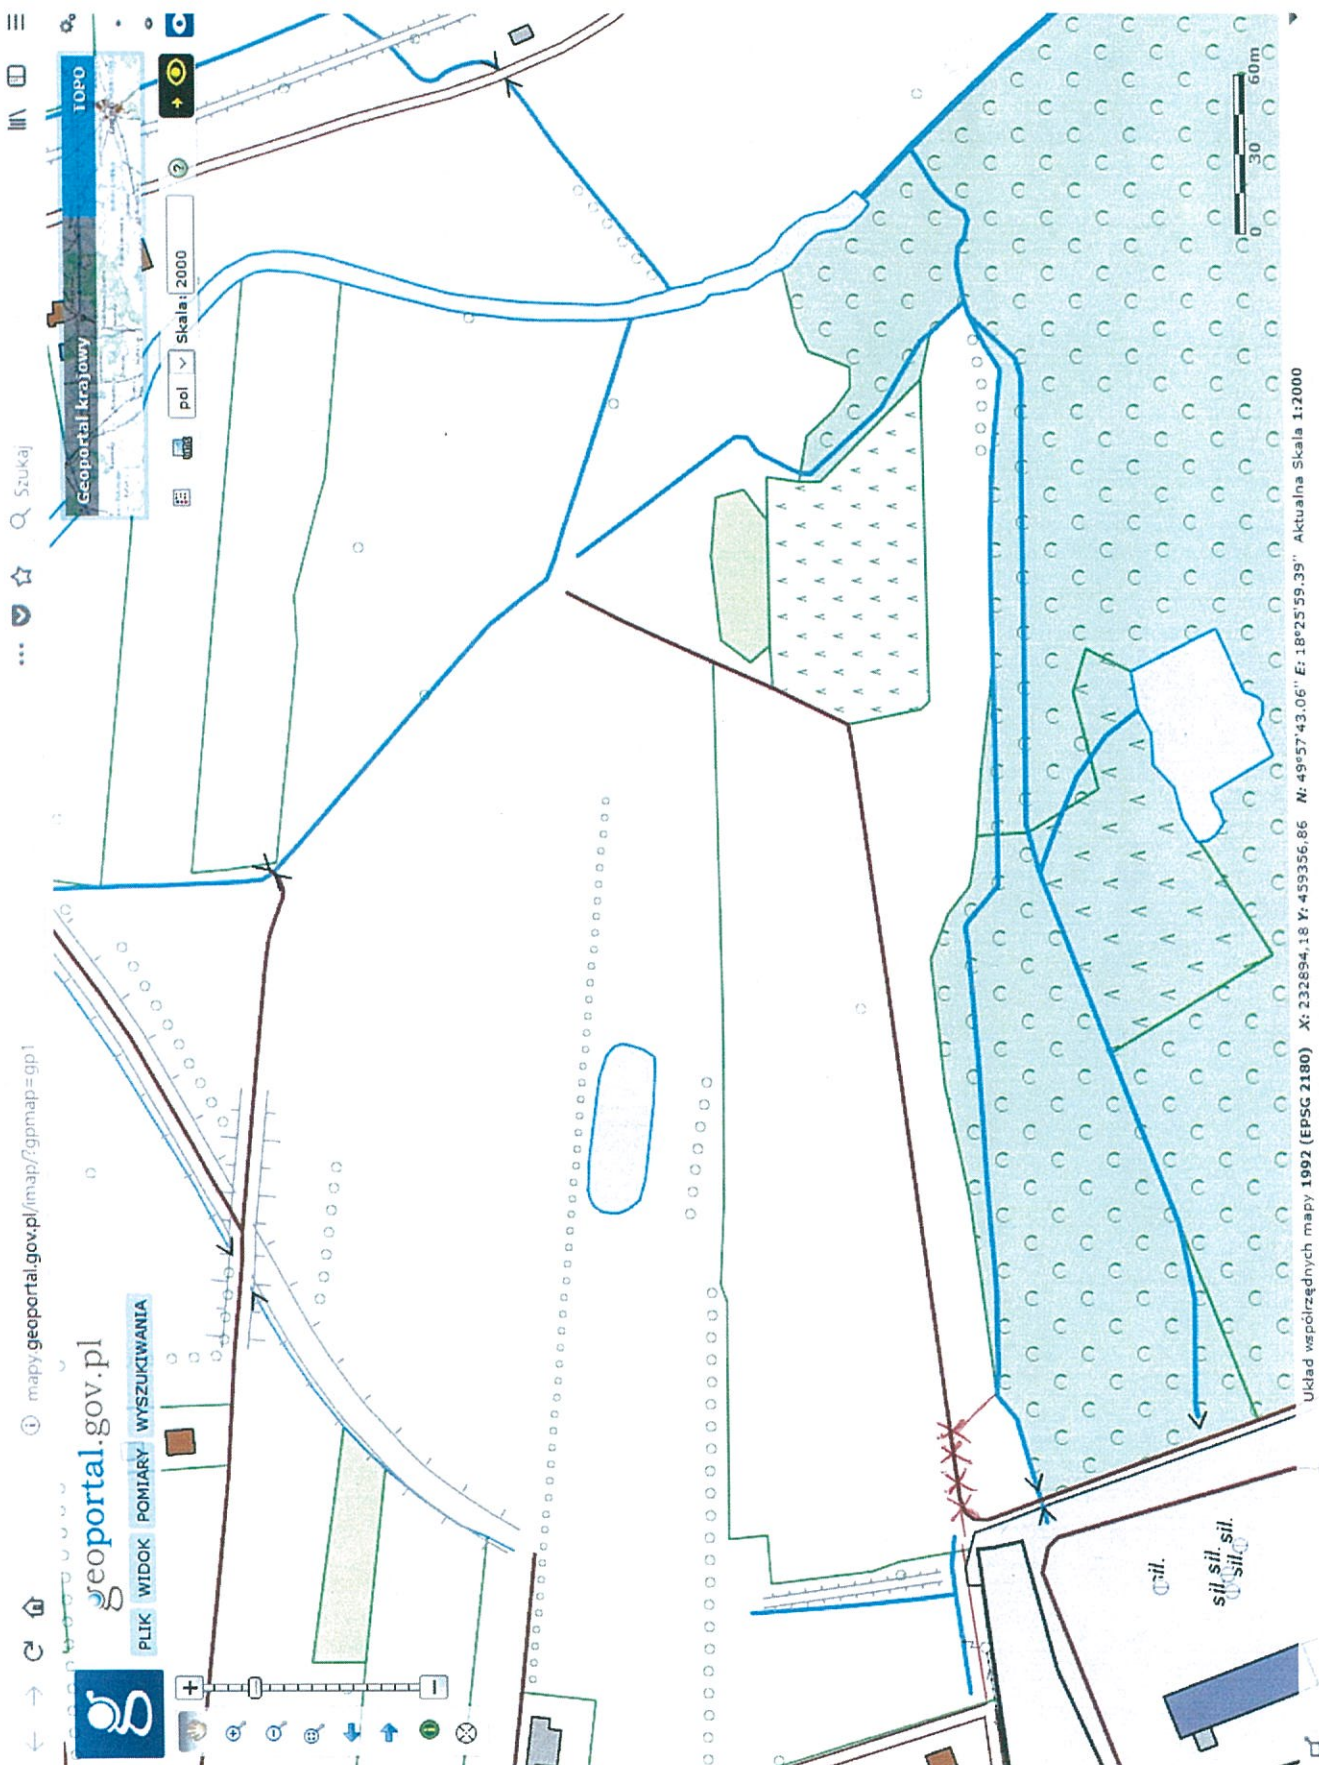 mapy.geoportal.gov.pl/imap/?gpmap=gp1
Szukaj
geoportal.gov.pl
PLIK WIDOK POMIARY WYSZUKIWANIA
Geoportal krajowy TOPO
pol Skala: 2000
sil.
sil. sil. sil.
sil.
0 30 60m
Układ współrzędnych mapy 1992 (EPSG 2180) X: 232894,18 Y: 459356,86 N: 49°57'43.06'' E: 18°25'59.39'' Aktualna Skala 1:2000